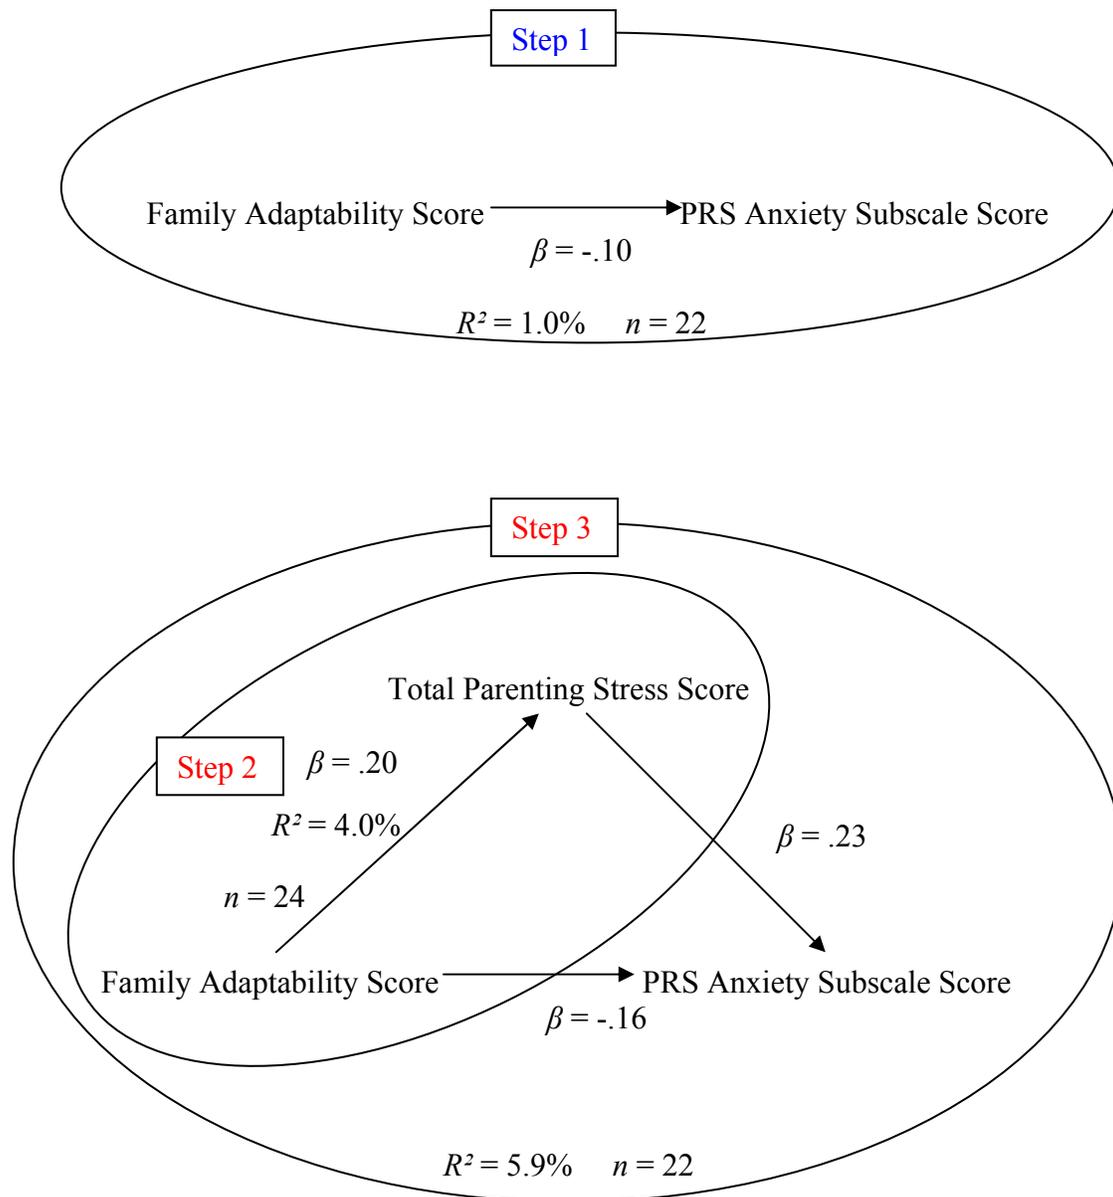 Step 1
Family Adaptability Score
PRS Anxiety Subscale Score
β = -.10
R² = 1.0% n = 22
Step 3
Total Parenting Stress Score
Step 2
β = .20
R² = 4.0%
β = .23
n = 24
Family Adaptability Score
PRS Anxiety Subscale Score
β = -.16
R² = 5.9% n = 22